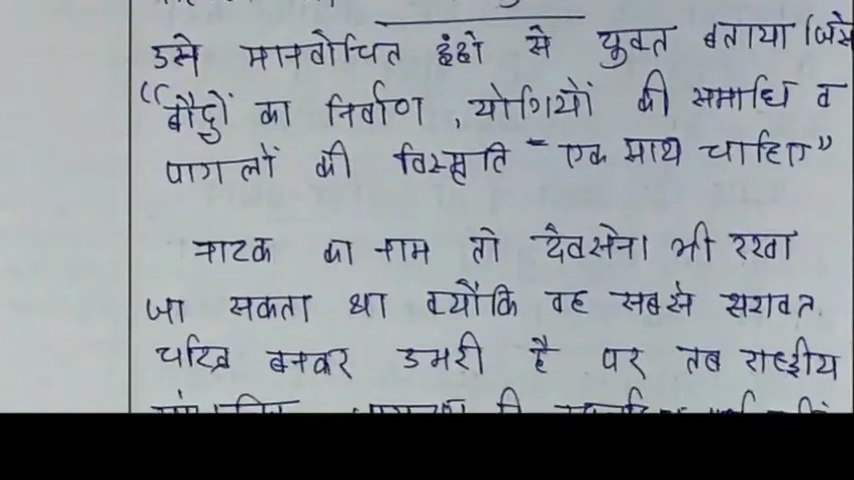 उसे मानवोचित द्वंद्वो से युक्त बताया जिसे
"बौद्धों का निर्वाण, योगियों की समाधि व
पागलों की विस्मृति - एक साथ चाहिए"
नाटक का नाम तो देवसेना भी रखा
जा सकता था क्योंकि वह सबसे सशक्त
चरित्र बनकर उभरी है पर तब राष्ट्रीय